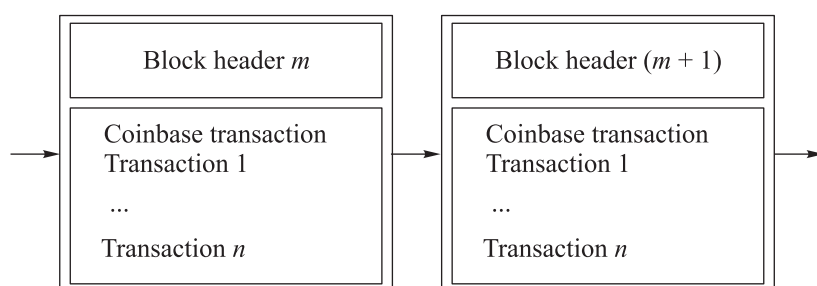 Block header m
Coinbase transaction
Transaction 1
...
Transaction n
Block header (m + 1)
Coinbase transaction
Transaction 1
...
Transaction n